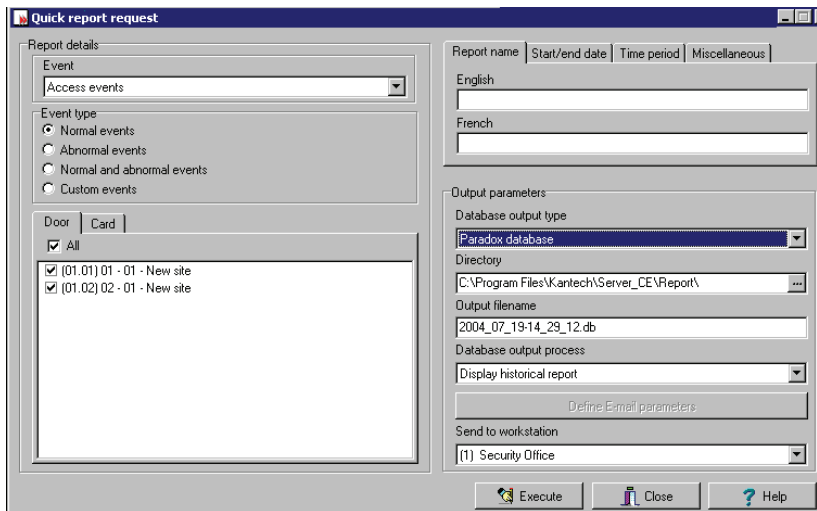 Quick report request
Report details
Event
Access events
Event type
Normal events
Abnormal events
Normal and abnormal events
Custom events
Door Card
All
(01.01) 01 - 01 - New site
(01.02) 02 - 01 - New site
Report name Start/end date Time period Miscellaneous
English
French
Output parameters
Database output type
Paradox database
Directory
C:\Program Files\Kantech\Server_CE\Report\
...
Output filename
2004_07_19-14_29_12.db
Database output process
Display historical report
Define E-mail parameters
Send to workstation
(1) Security Office
Execute Close ? Help